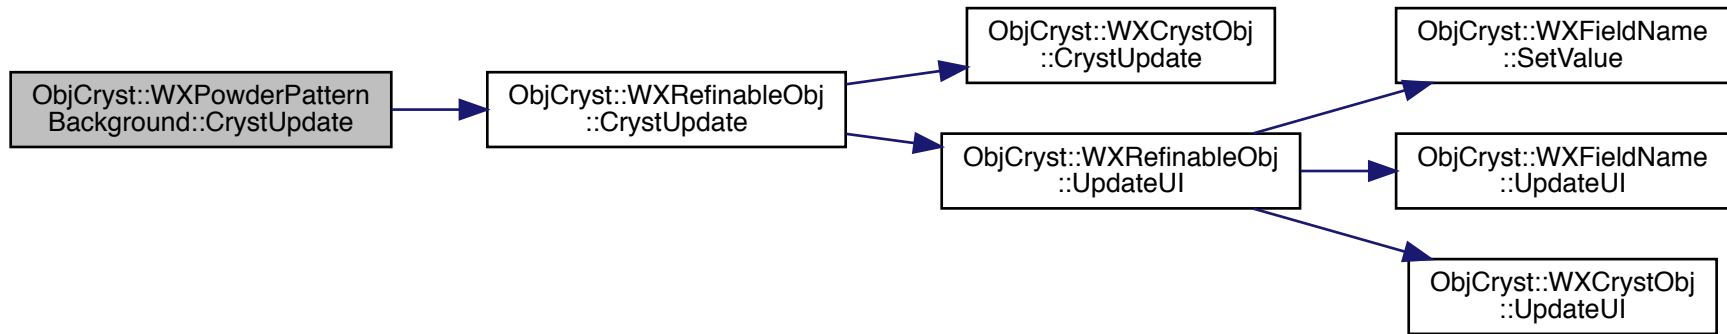 ObjCryst::WXPowderPattern
Background::CrystUpdate
ObjCryst::WXRefinableObj
::CrystUpdate
ObjCryst::WXCrystObj
::CrystUpdate
ObjCryst::WXRefinableObj
::UpdateUI
ObjCryst::WXFieldName
::SetValue
ObjCryst::WXFieldName
::UpdateUI
ObjCryst::WXCrystObj
::UpdateUI